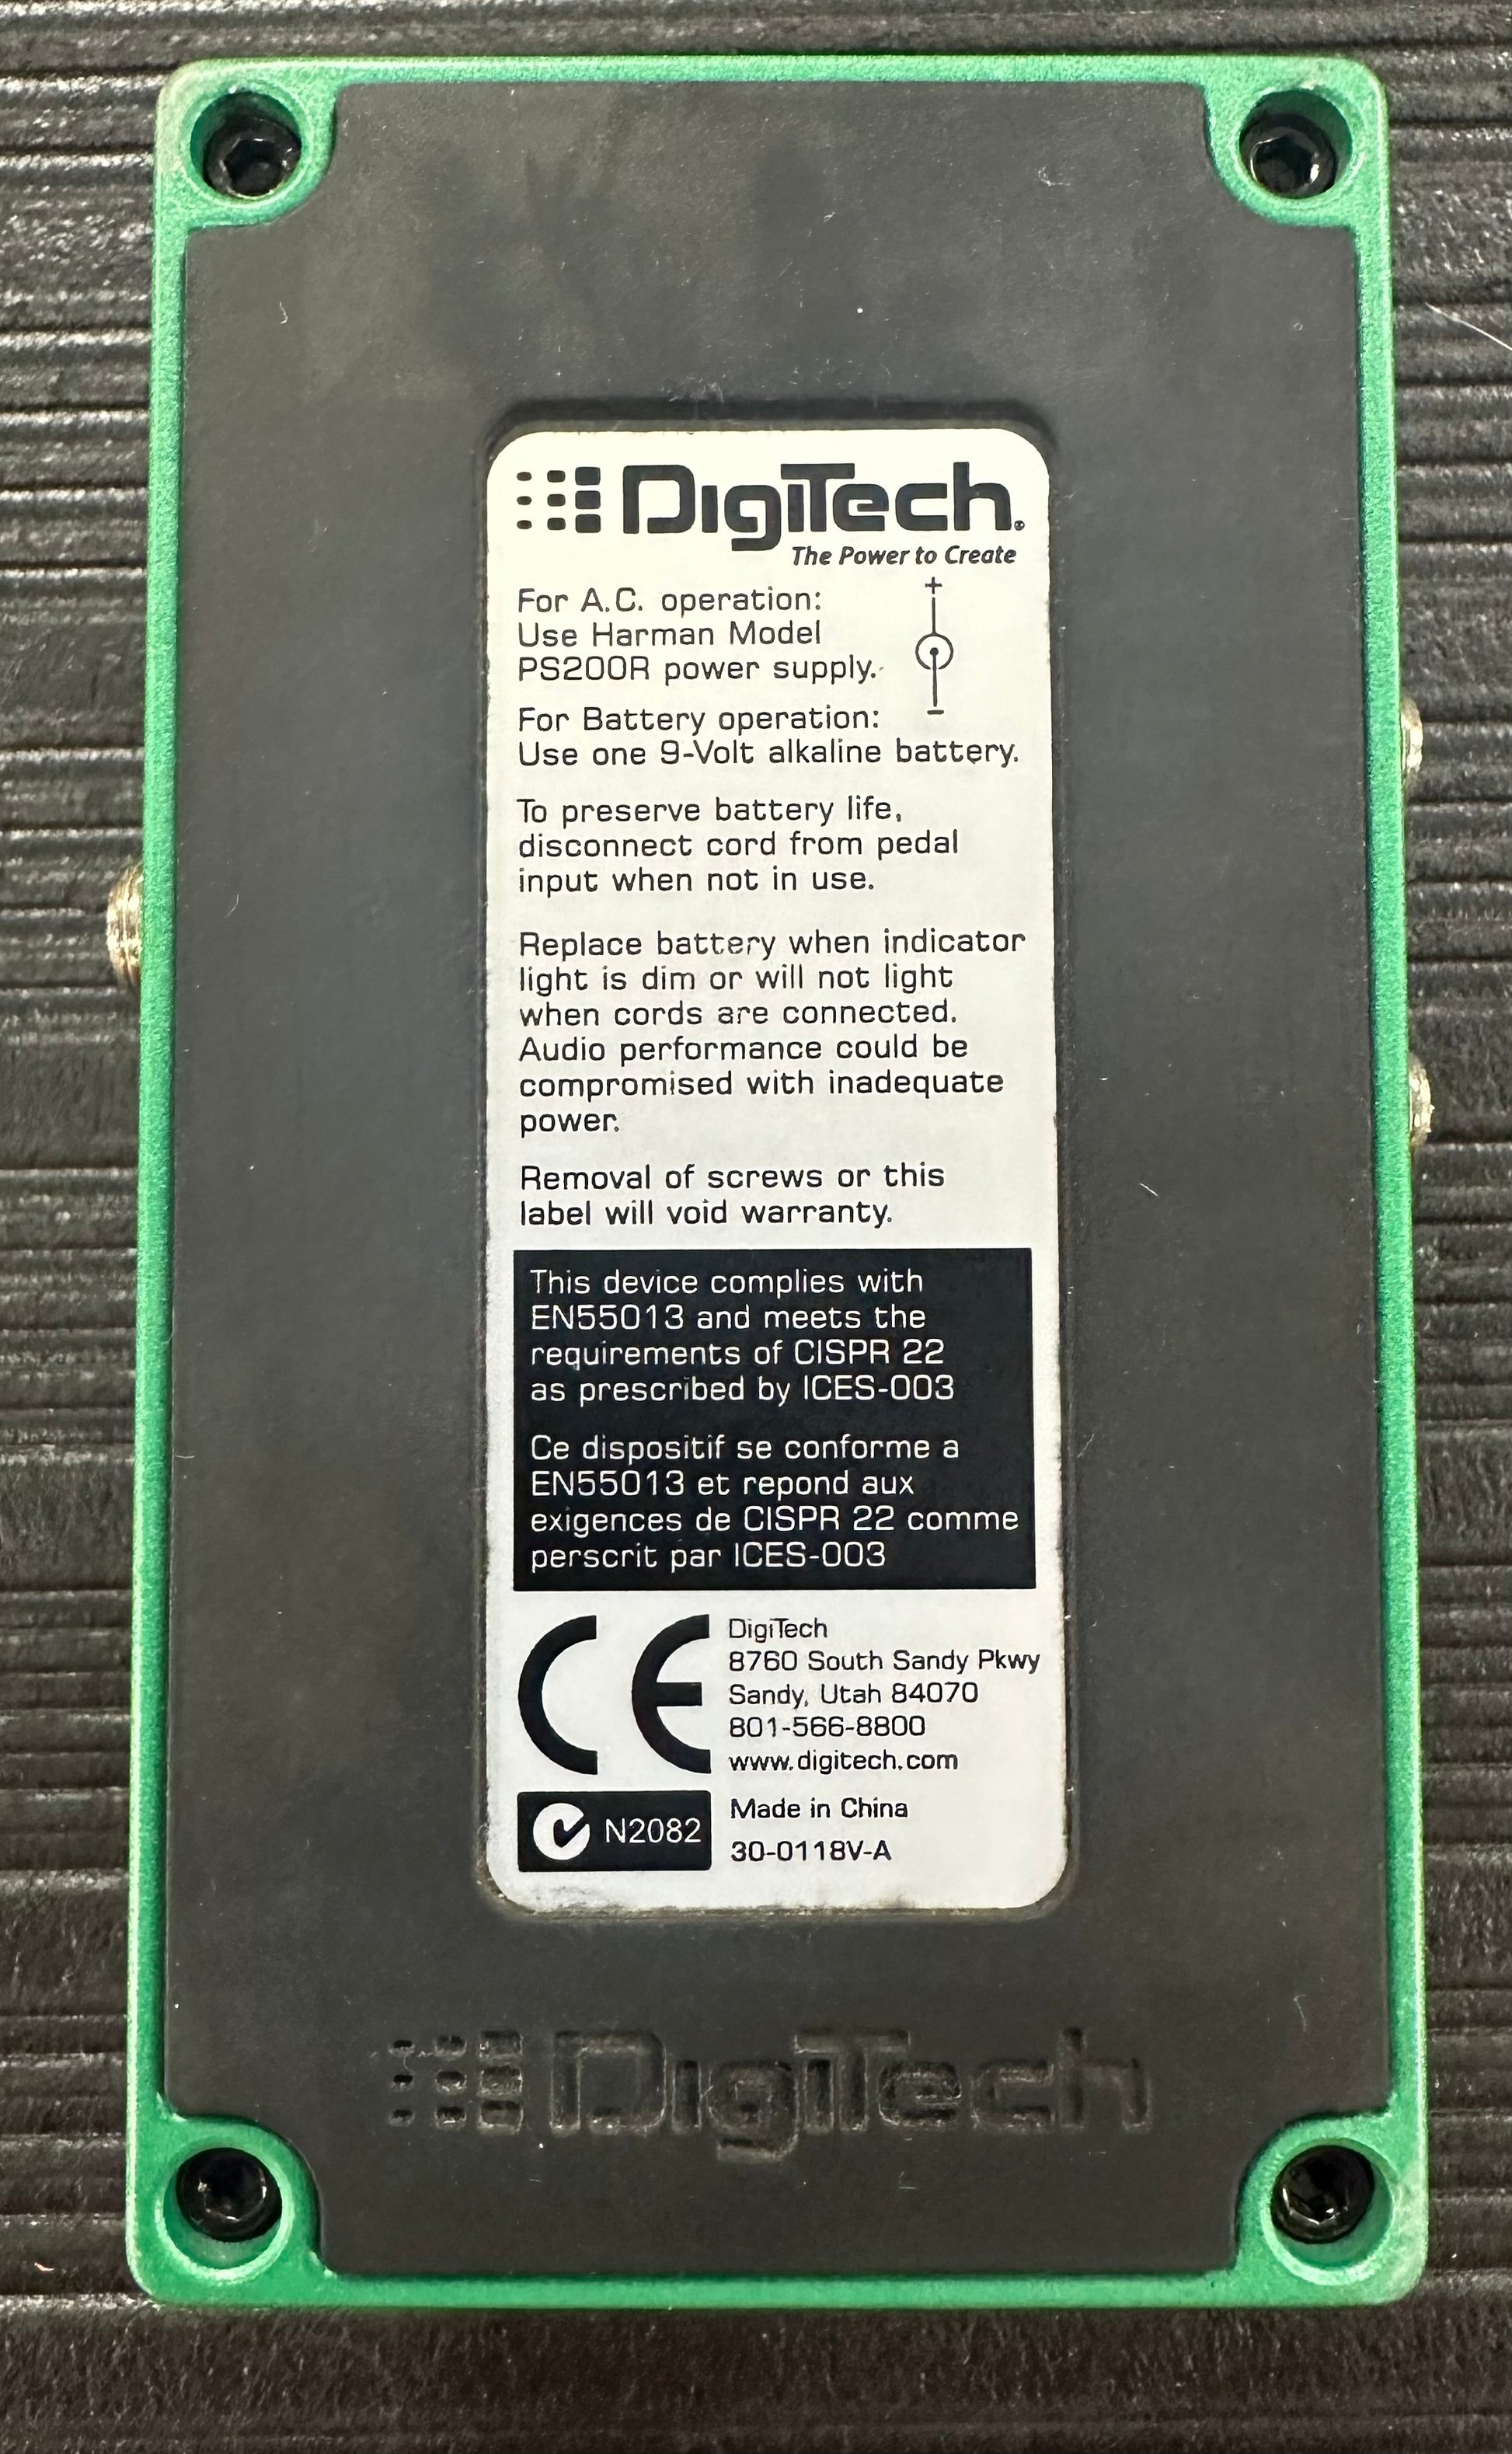 DigiTech®
The Power to Create
For A.C. operation:
Use Harman Model
PS200R power supply.
+
-
For Battery operation:
Use one 9-Volt alkaline battery.
To preserve battery life,
disconnect cord from pedal
input when not in use.
Replace battery when indicator
light is dim or will not light
when cords are connected.
Audio performance could be
compromised with inadequate
power.
Removal of screws or this
label will void warranty.
This device complies with
EN55013 and meets the
requirements of CISPR 22
as prescribed by ICES-003
Ce dispositif se conforme a
EN55013 et repond aux
exigences de CISPR 22 comme
perscrit par ICES-003
CE
DigiTech
8760 South Sandy Pkwy
Sandy, Utah 84070
801-566-8800
www.digitech.com
N2082
Made in China
30-0118V-A
DigiTech